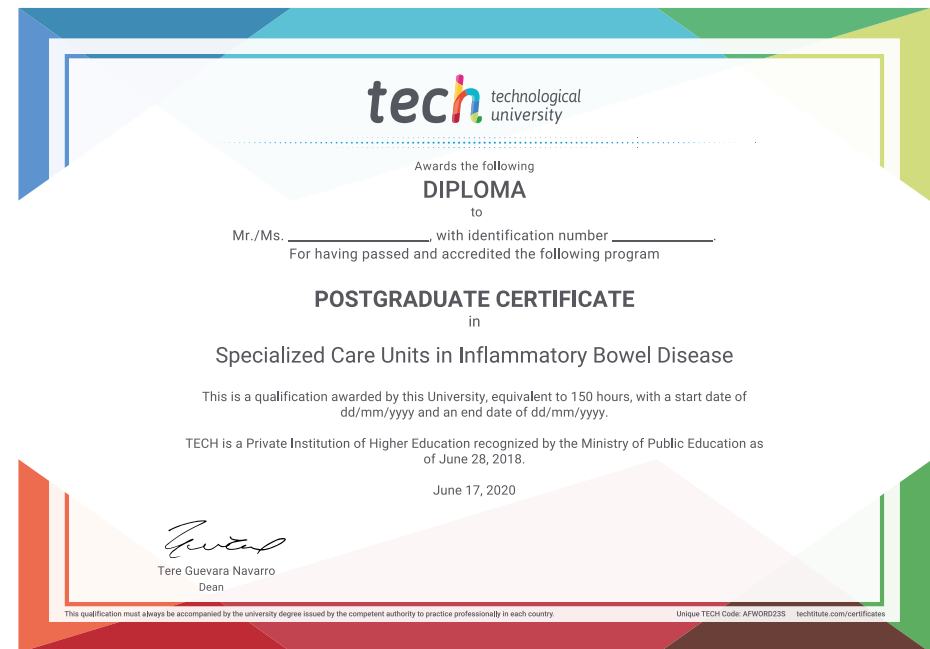 tech technological
university
Awards the following
DIPLOMA
to
Mr./Ms. ____________, with identification number ____________.
For having passed and accredited the following program
POSTGRADUATE CERTIFICATE
in
Specialized Care Units in Inflammatory Bowel Disease
This is a qualification awarded by this University, equivalent to 150 hours, with a start date of
dd/mm/yyyy and an end date of dd/mm/yyyy.
TECH is a Private Institution of Higher Education recognized by the Ministry of Public Education as
of June 28, 2018.
June 17, 2020
Tere Guevara Navarro
Dean
This qualification must always be accompanied by the university degree issued by the competent authority to practice professionally in each country.
Unique TECH Code: AFWORD23S techtitute.com/certificates